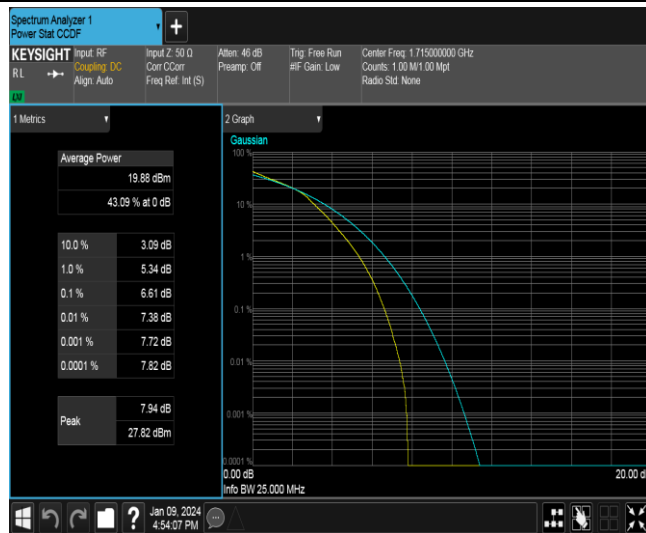 Spectrum Analyzer 1
Power Stat CCDF
+
KEYSIGHT
RL
LV
Input: RF
Coupling: DC
Align: Auto
Input Z: 50 Ω
Corr CCorr
Freq Ref: Int (S)
Atten: 46 dB
Preamp: Off
Trig: Free Run
#IF Gain: Low
Center Freq: 1.715000000 GHz
Counts: 1.00 M/1.00 Mpt
Radio Std: None
1 Metrics
Average Power
19.88 dBm
43.09 % at 0 dB
10.0 % 3.09 dB
1.0 % 5.34 dB
0.1 % 6.61 dB
0.01 % 7.38 dB
0.001 % 7.72 dB
0.0001 % 7.82 dB
Peak
7.94 dB
27.82 dBm
2 Graph
Gaussian
100 %
10 %
1 %
0.1 %
0.01 %
0.001 %
0.0001 %
0.00 dB
20.00 d
Info BW 25.000 MHz
?
Jan 09, 2024
4:54:07 PM